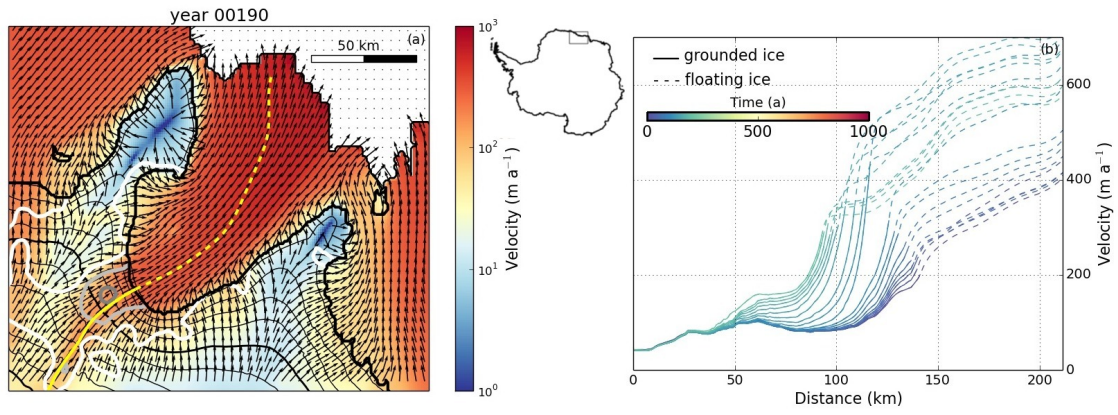 year 00190
(a)
50 km
10³
10²
10¹
10⁰
Velocity (m a⁻¹)
(b)
grounded ice
floating ice
Time (a)
0 500 1000
600
400
200
0
Velocity (m a⁻¹)
0 50 100 150 200
Distance (km)